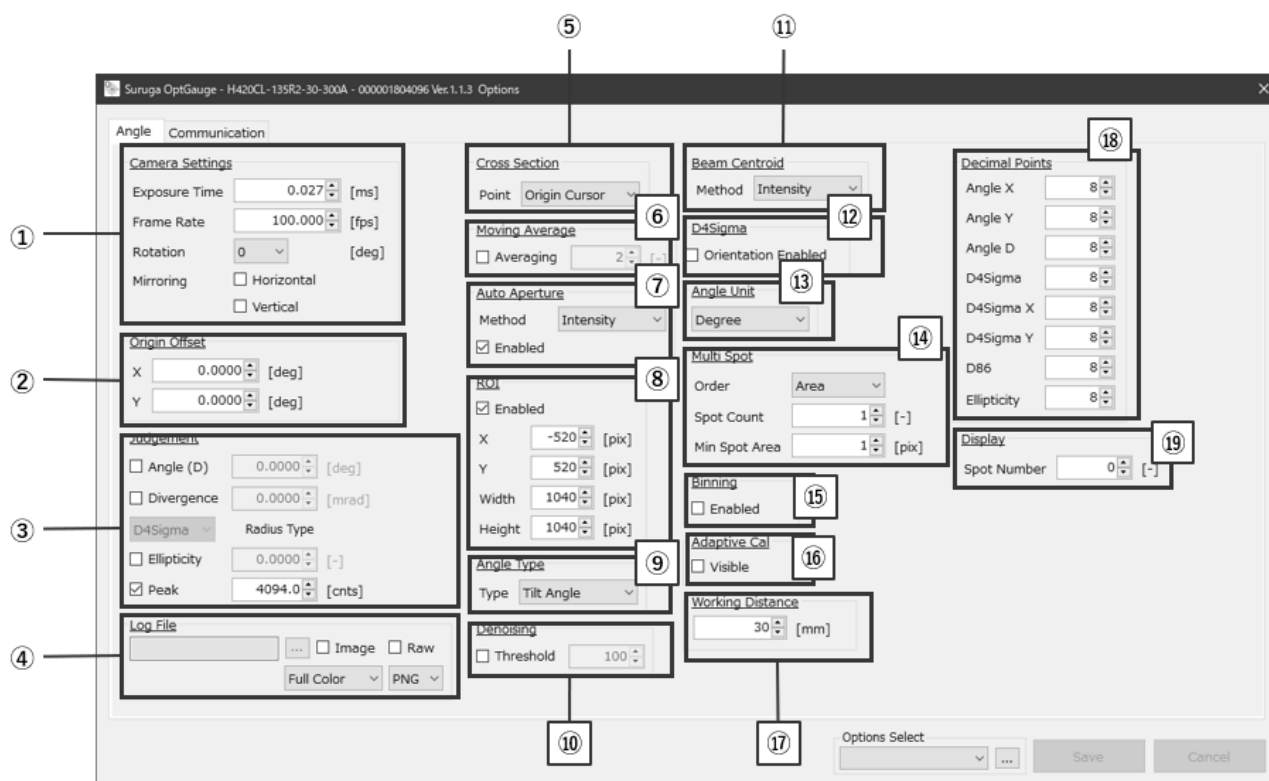 ⑤
⑪
Suruga OptGauge - H420CL-135R2-30-300A - 000001804096 Ver.1.1.3 Options
Angle
Communication
①
Camera Settings
Exposure Time 0.027 [ms]
Frame Rate 100.000 [fps]
Rotation 0 [deg]
Mirroring Horizontal
Vertical
②
Origin Offset
X 0.0000 [deg]
Y 0.0000 [deg]
③
Judgement
Angle (D) 0.0000 [deg]
Divergence 0.0000 [mrad]
D4Sigma Radius Type
Ellipticity 0.0000 [-]
Peak 4094.0 [cnts]
④
Log File
... Image Raw
Full Color PNG
Cross Section
Point Origin Cursor
⑥
Moving Average
Averaging 2 [-]
⑦
Auto Aperture
Method Intensity
Enabled
⑧
ROI
Enabled
X -520 [pix]
Y 520 [pix]
Width 1040 [pix]
Height 1040 [pix]
⑨
Angle Type
Type Tilt Angle
Denoising
Threshold 100
⑩
Beam Centroid
Method Intensity
⑫
D4Sigma
Orientation Enabled
⑬
Angle Unit
Degree
⑭
Multi Spot
Order Area
Spot Count 1 [-]
Min Spot Area 1 [pix]
⑮
Binning
Enabled
⑯
Adaptive Cal
Visible
Working Distance
30 [mm]
⑰
⑱
Decimal Points
Angle X 8
Angle Y 8
Angle D 8
D4Sigma 8
D4Sigma X 8
D4Sigma Y 8
D86 8
Ellipticity 8
⑲
Display
Spot Number 0 [-]
Options Select
...
Save
Cancel